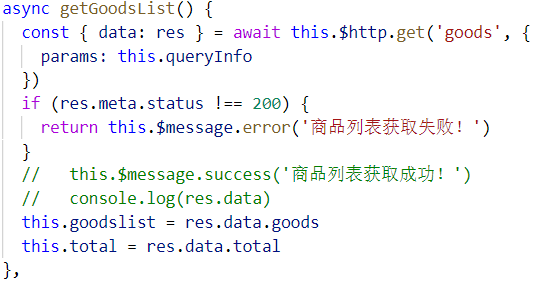 async getGoodsList() {
  const { data: res } = await this.$http.get('goods', {
    params: this.queryInfo
  })
  if (res.meta.status !== 200) {
    return this.$message.error('商品列表获取失败！')
  }
  //   this.$message.success('商品列表获取成功！')
  //   console.log(res.data)
  this.goodslist = res.data.goods
  this.total = res.data.total
},